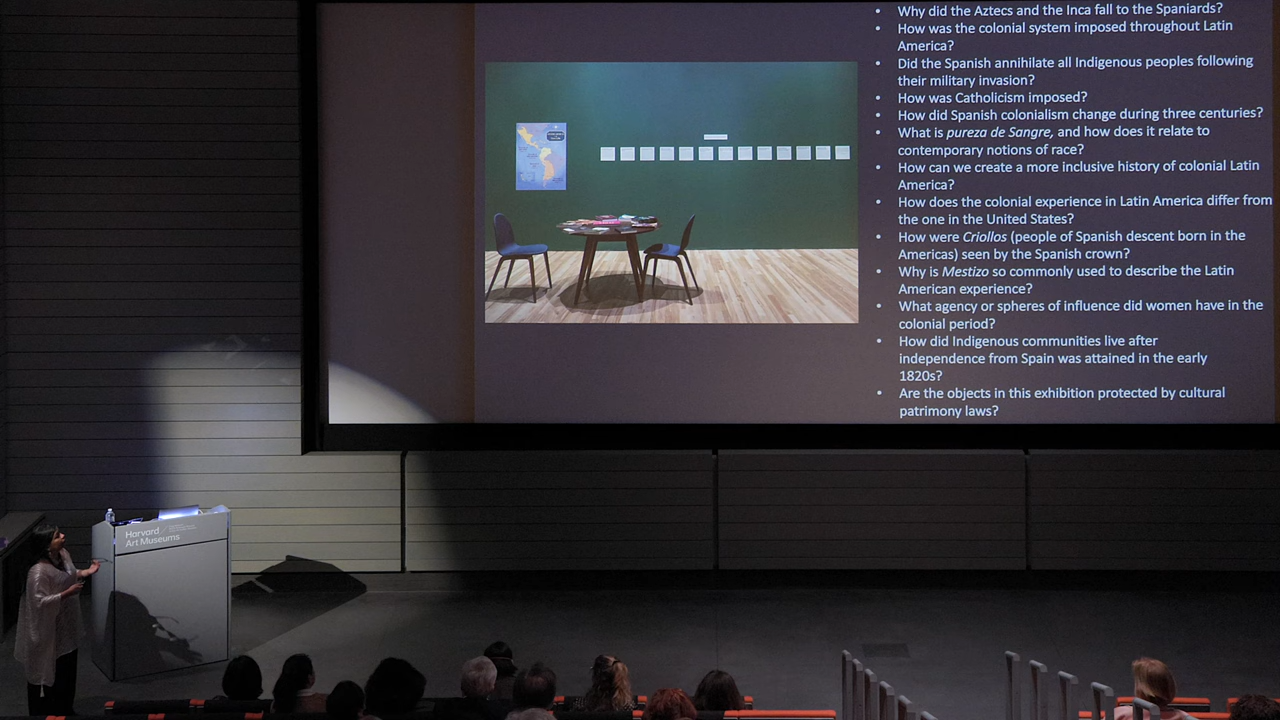 Why did the Aztecs and the Inca fall to the Spaniards?
How was the colonial system imposed throughout Latin
America?
Did the Spanish annihilate all Indigenous peoples following
their military invasion?
How was Catholicism imposed?
How did Spanish colonialism change during three centuries?
What is pureza de Sangre, and how does it relate to
contemporary notions of race?
How can we create a more inclusive history of colonial Latin
America?
How does the colonial experience in Latin America differ from
the one in the United States?
How were Criollos (people of Spanish descent born in the
Americas) seen by the Spanish crown?
Why is Mestizo so commonly used to describe the Latin
American experience?
What agency or spheres of influence did women have in the
colonial period?
How did Indigenous communities live after
independence from Spain was attained in the early
1820s?
Are the objects in this exhibition protected by cultural
patrimony laws?
Harvard
Art Museums